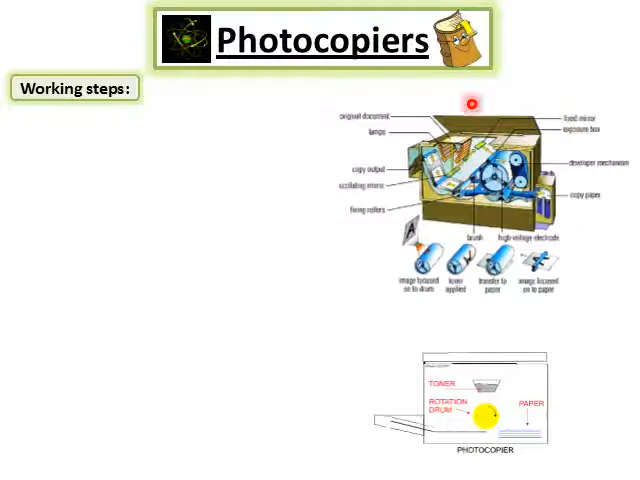 Photocopiers
Working steps:
original document
fixed mirror
lamps
exposure box
developer mechanism
copy output
oscillating mirror
copy paper
fixing rollers
brush
high-voltage electrode
A
image focused
on to drum
toner
applied
transfer to
paper
image focused
on to paper
TONER
ROTATION
DRUM
PAPER
PHOTOCOPIER